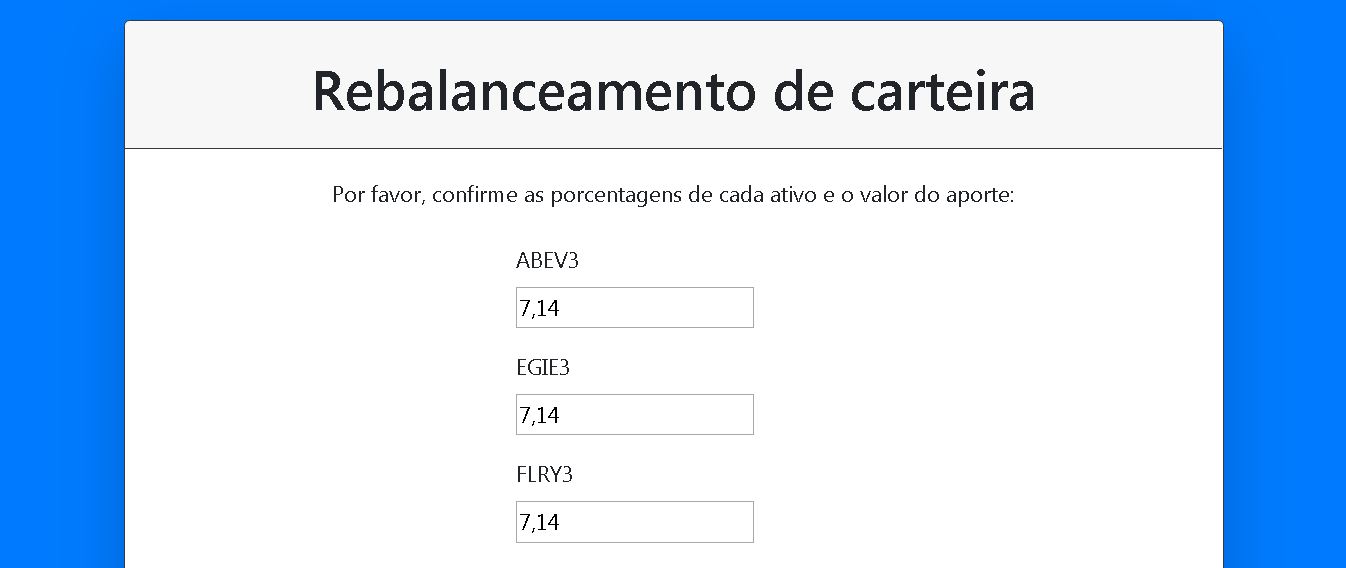 Rebalanceamento de carteira
Por favor, confirme as porcentagens de cada ativo e o valor do aporte:
ABEV3
7,14
EGIE3
7,14
FLRY3
7,14